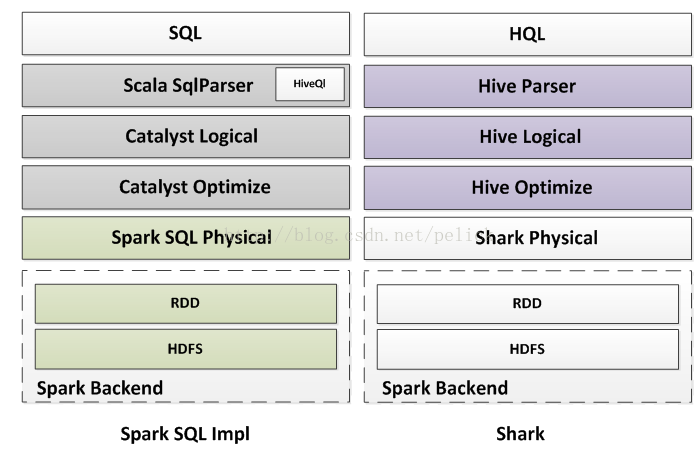 SQL
Scala SqlParser
HiveQl
Catalyst Logical
Catalyst Optimize
Spark SQL Physical
RDD
HDFS
Spark Backend
Spark SQL Impl
HQL
Hive Parser
Hive Logical
Hive Optimize
Shark Physical
RDD
HDFS
Spark Backend
Shark